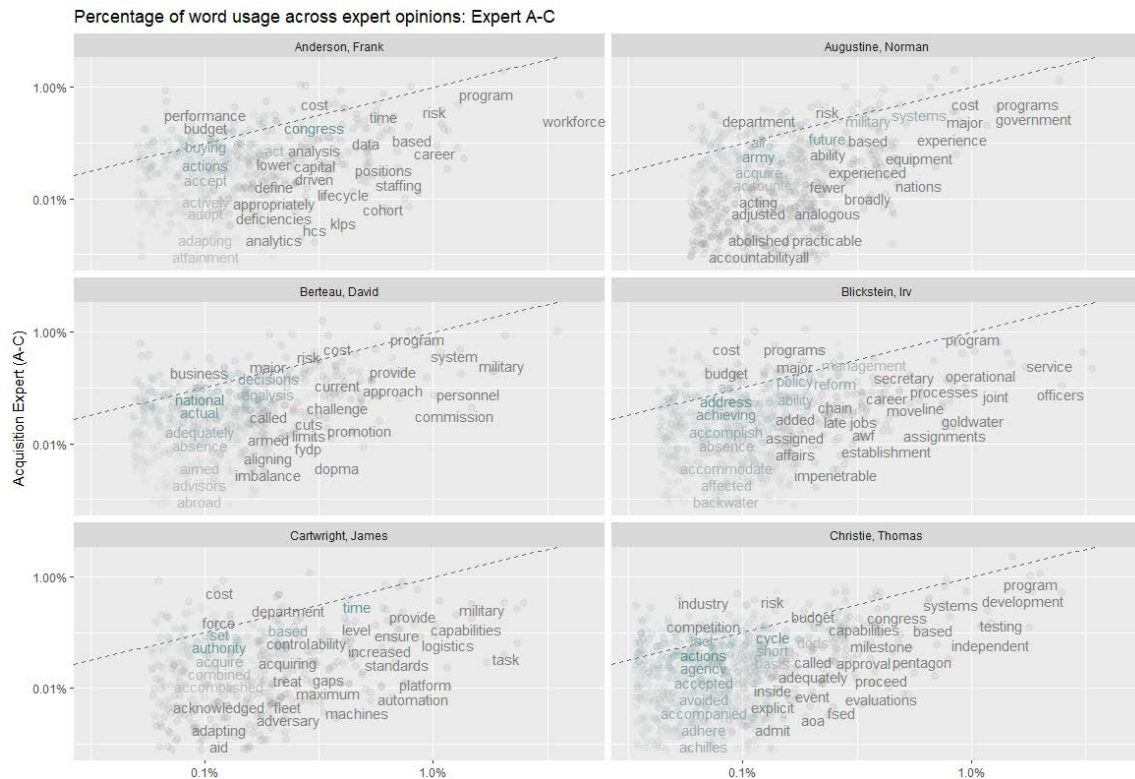 Percentage of word usage across expert opinions: Expert A-C
Acquisition Expert (A-C)
Anderson, Frank
1.00%
0.01%
program
cost
risk
performance
time
workforce
budget
congress
buying
act analysis
data
based
career
actions
lower
capital
positions
accept
driven
staffing
define
lifecycle
actively
appropriately
cohort
adopt
deficiencies
klps
hcs
adapting
analytics
attainment
Augustine, Norman
cost
programs
risk
systems
department
military
major
government
future
based
experience
air
army
ability
equipment
acquire
experienced
accounts
fewer
nations
broadly
acting
adjusted
analogous
abolished practicable
accountabilityall
Berteau, David
1.00%
0.01%
program
cost
risk
system
business
major
provide
military
decisions
analysis
current
approach
personnel
national
actual
challenge
called
commission
cuts
adequately
limits
promotion
absence
armed
fydp
aimed
aligning
dopma
advisors
imbalance
abroad
Blickstein, Irv
program
cost
programs
management
service
budget
major
policy
reform
secretary
operational
address
ability
career
processes
joint
officers
achieving
chain
moveline
added
late jobs
goldwater
accomplish
assigned
awf
assignments
absence
affairs
establishment
accommodate
impenetrable
affected
backwater
Cartwright, James
1.00%
0.01%
cost
time
department
military
force
provide
set
based
level
capabilities
authority
controlability
ensure
logistics
increased
acquire
acquiring
standards
task
combined
accomplished
treat
gaps
platform
maximum
automation
acknowledged
fleet
machines
adversary
adapting
aid
0.1%
1.0%
Christie, Thomas
program
industry
risk
systems
development
budget
congress
competition
capabilities
based
testing
cycle
short
dods
milestone
independent
actions
basis
agency
called
approval pentagon
accepted
adequately
proceed
inside
event
avoided
explicit
evaluations
accompanied
fsed
aoa
adhere
admit
achilles
0.1%
1.0%